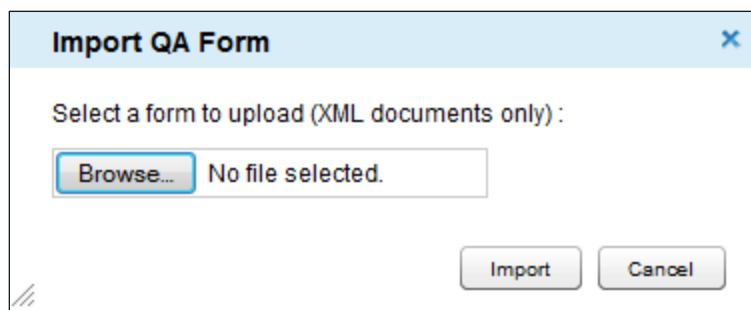 Import QA Form
Select a form to upload (XML documents only) :
Browse... No file selected.
Import Cancel